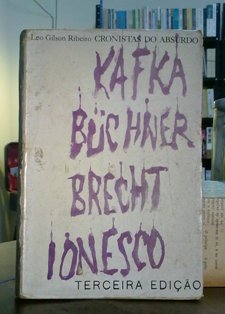 Leo Gilson Ribeiro CRONISTAS DO ABSURDO
KAFKA
BÜCHNER
BRECHT
IONESCO
TERCEIRA EDIÇÃO